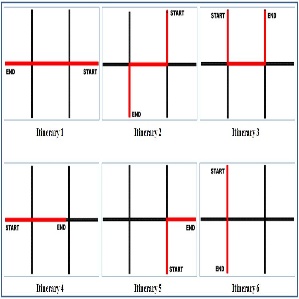 START
START
END
END
START
END
Itinerary 1
Itinerary 2
Itinerary 3
START
START
END
END
START
END
Itinerary 4
Itinerary 5
Itinerary 6